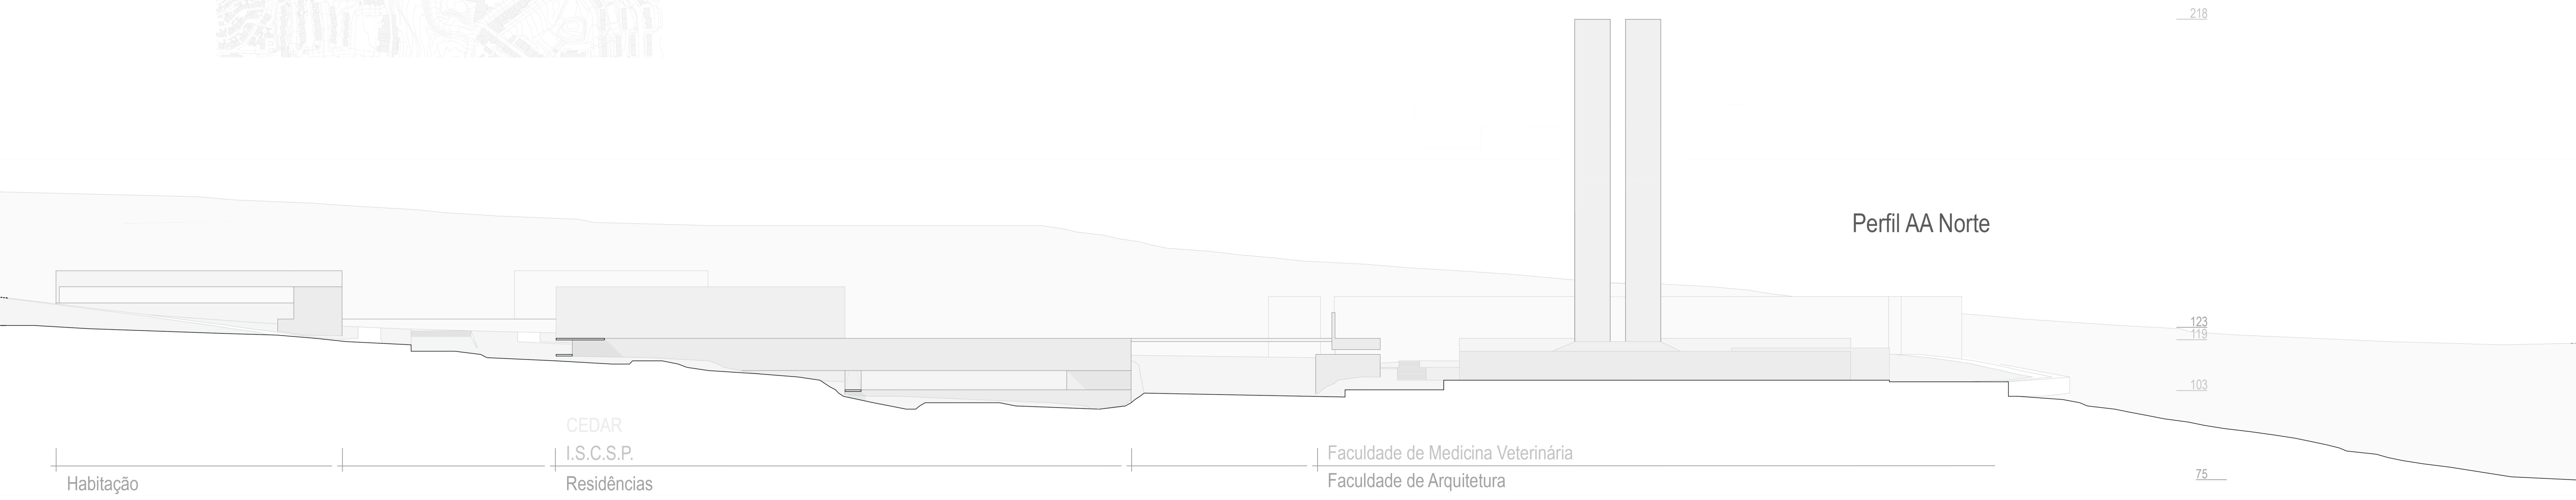 218
Perfil AA Norte
123
119
103
CEDAR
I.S.C.S.P.
Faculdade de Medicina Veterinária
Habitação
Residências
Faculdade de Arquitetura
75